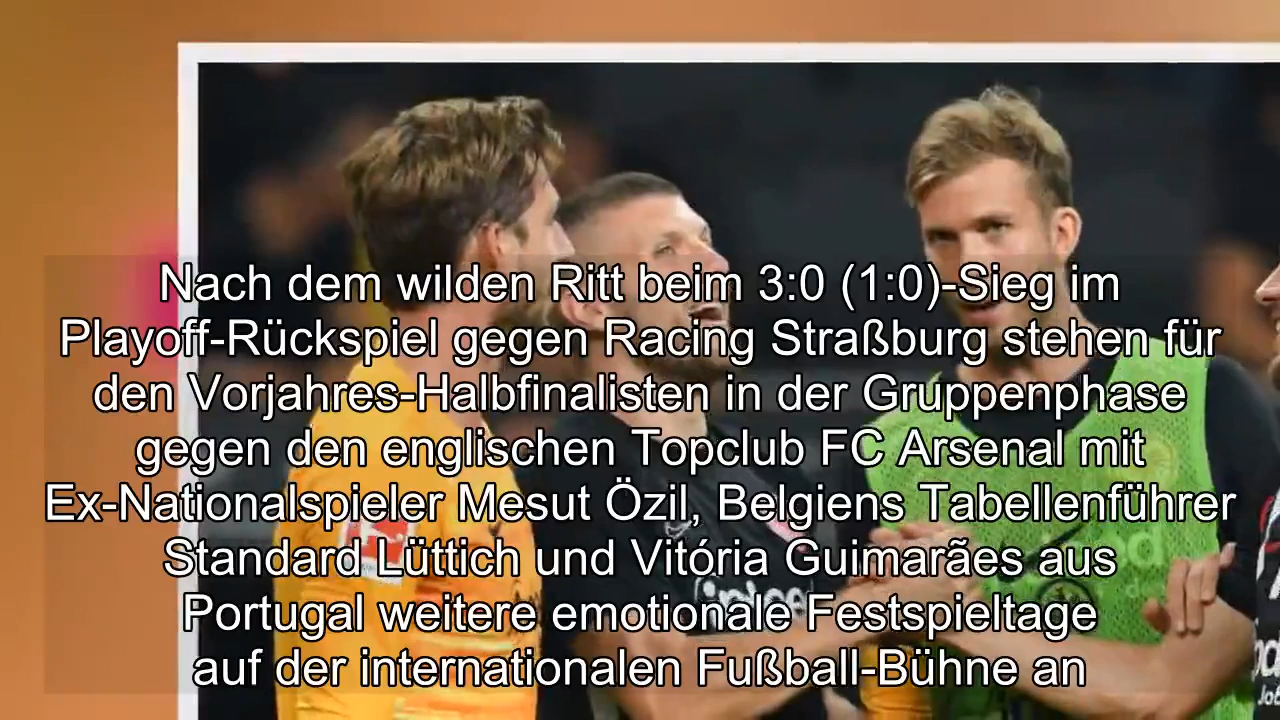 Nach dem wilden Ritt beim 3:0 (1:0)-Sieg im
Playoff-Rückspiel gegen Racing Straßburg stehen für
den Vorjahres-Halbfinalisten in der Gruppenphase
gegen den englischen Topclub FC Arsenal mit
Ex-Nationalspieler Mesut Özil, Belgiens Tabellenführer
Standard Lüttich und Vitória Guimarães aus
Portugal weitere emotionale Festspieltage
auf der internationalen Fußball-Bühne an